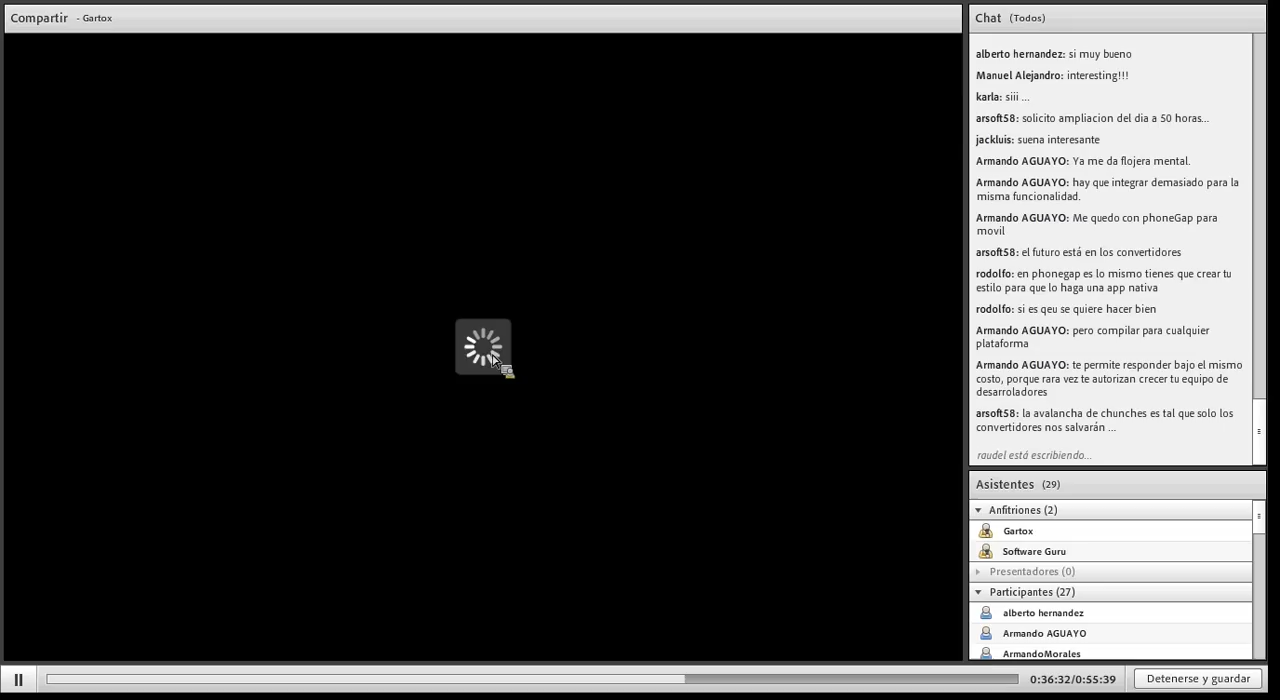 Compartir - Gartox
Chat (Todos)
alberto hernandez: si muy bueno
Manuel Alejandro: interesting!!!
karla: siii ...
arsoft58: solicito ampliacion del dia a 50 horas...
jackluis: suena interesante
Armando AGUAYO: Ya me da flojera mental.
Armando AGUAYO: hay que integrar demasiado para la
misma funcionalidad.
Armando AGUAYO: Me quedo con phoneGap para
movil
arsoft58: el futuro está en los convertidores
rodolfo: en phonegap es lo mismo tienes que crear tu
estilo para que lo haga una app nativa
rodolfo: si es qeu se quiere hacer bien
Armando AGUAYO: pero compilar para cualquier
plataforma
Armando AGUAYO: te permite responder bajo el mismo
costo, porque rara vez te autorizan crecer tu equipo de
desarroladores
arsoft58: la avalancha de chunches es tal que solo los
convertidores nos salvarán ...
raudel está escribiendo...
Asistentes (29)
Anfitriones (2)
Gartox
Software Guru
Presentadores (0)
Participantes (27)
alberto hernandez
Armando AGUAYO
ArmandoMorales
0:36:32/0:55:39
Detenerse y guardar